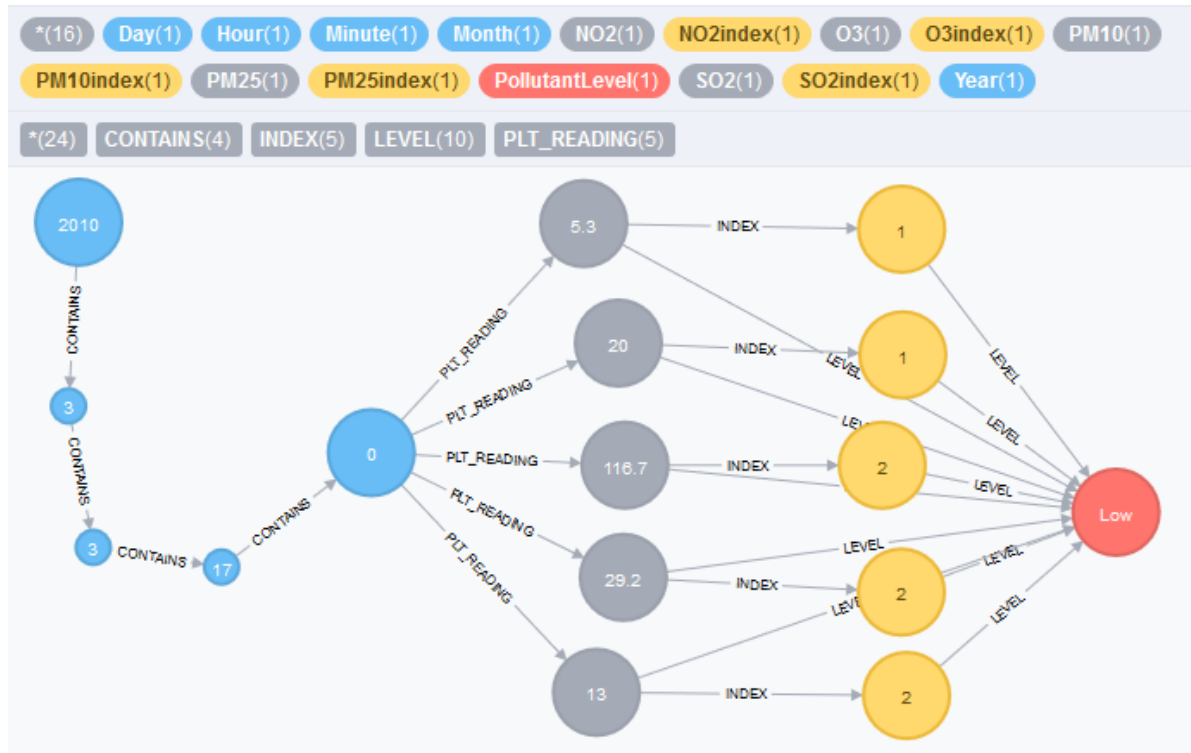 *(16) Day(1) Hour(1) Minute(1) Month(1) NO2(1) NO2index(1) O3(1) O3index(1) PM10(1)
PM10index(1) PM25(1) PM25index(1) PollutantLevel(1) SO2(1) SO2index(1) Year(1)
*(24) CONTAINS(4) INDEX(5) LEVEL(10) PLT_READING(5)
2010
CONTAINS
3
CONTAINS
3
CONTAINS
17
CONTAINS
0
PLT_READING
5.3
INDEX
1
LEVEL
LEVEL
PLT_READING
20
INDEX
1
LEVEL
LEVEL
PLT_READING
116.7
INDEX
2
LEVEL
PLT_READING
29.2
LEVEL
INDEX
2
LEVEL
PLT_READING
13
LEVEL
INDEX
2
LEVEL
Low